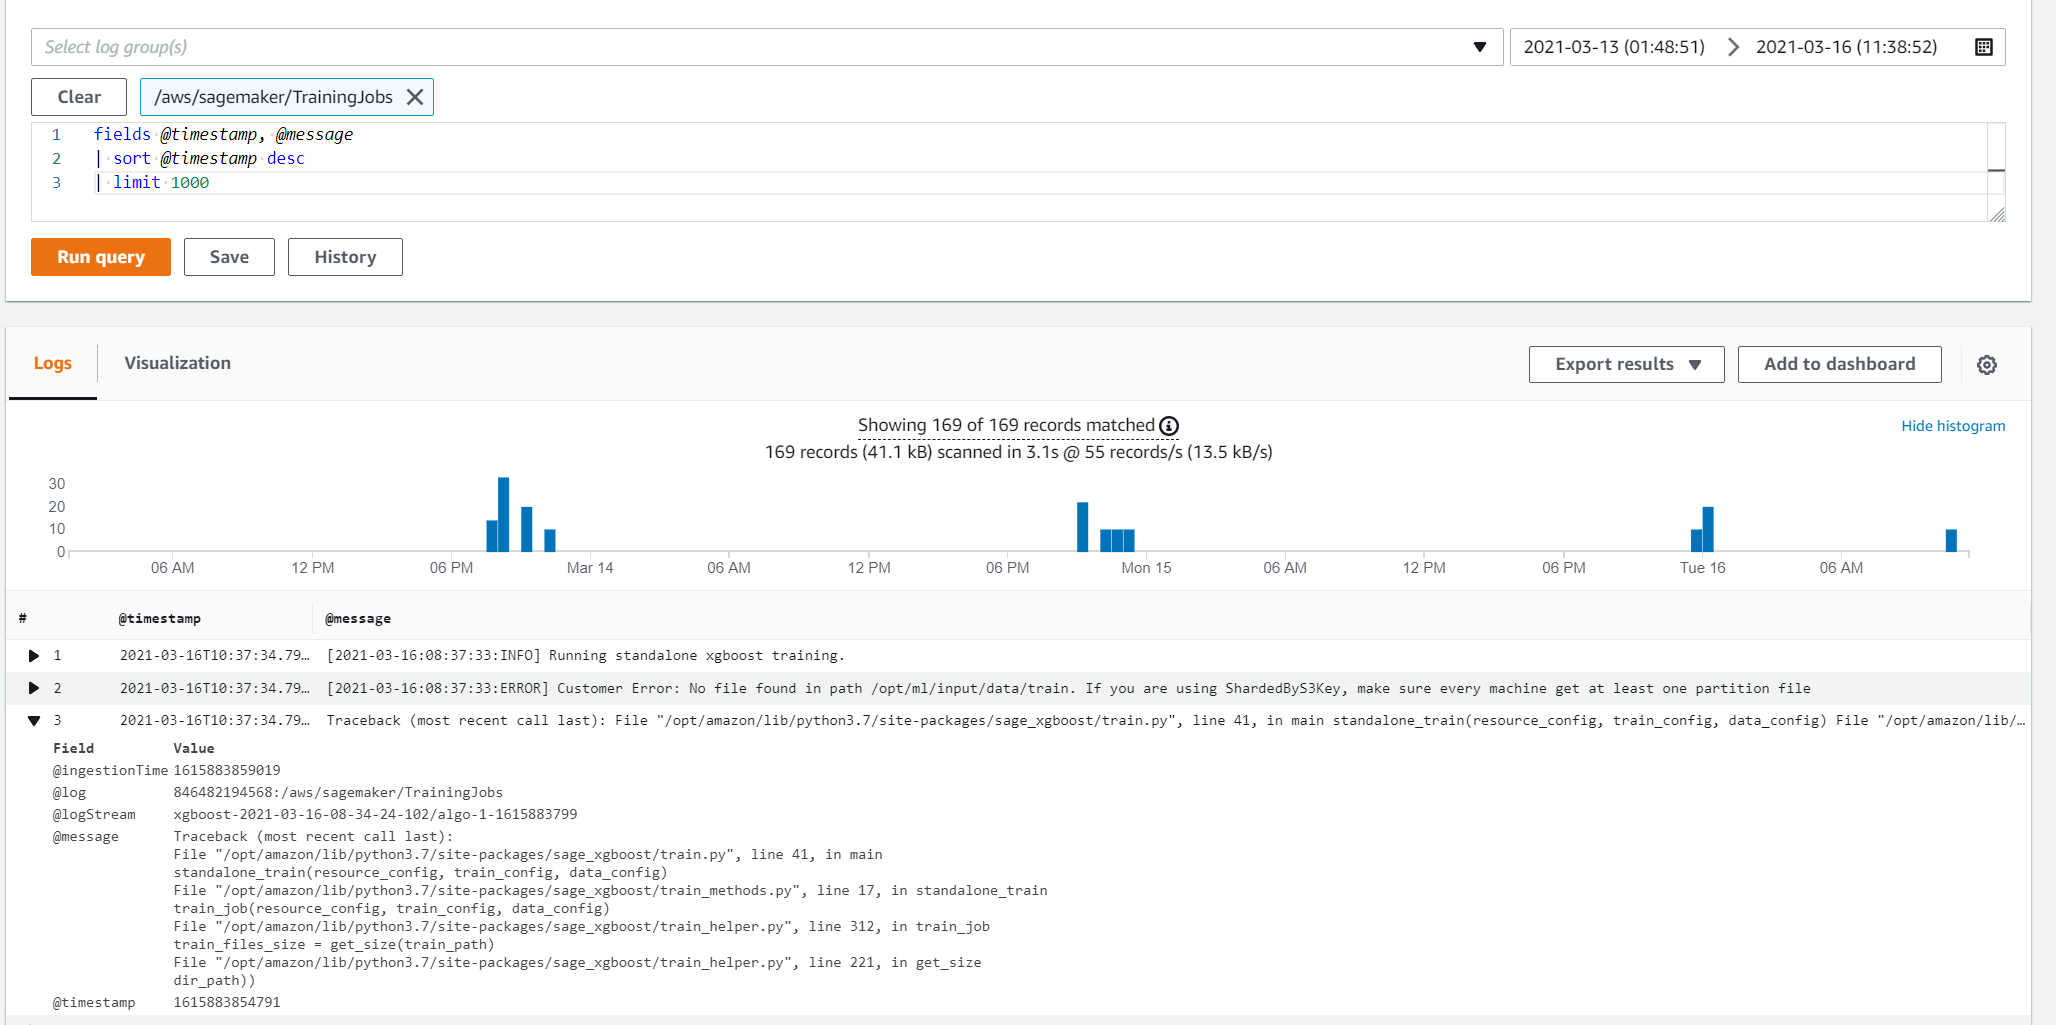 Select log group(s)
2021-03-13 (01:48:51) 2021-03-16 (11:38:52)
Clear /aws/sagemaker/TrainingJobs
1 fields @timestamp, @message
2 | sort @timestamp desc
3 | limit 1000
Run query Save History
Logs Visualization Export results Add to dashboard
Showing 169 of 169 records matched
Hide histogram
169 records (41.1 kB) scanned in 3.1s @ 55 records/s (13.5 kB/s)
30
20
10
0
06 AM 12 PM 06 PM Mar 14 06 AM 12 PM 06 PM Mon 15 06 AM 12 PM 06 PM Tue 16 06 AM
# @timestamp @message
1 2021-03-16T10:37:34.79… [2021-03-16:08:37:33:INFO] Running standalone xgboost training.
2 2021-03-16T10:37:34.79… [2021-03-16:08:37:33:ERROR] Customer Error: No file found in path /opt/ml/input/data/train. If you are using ShardedByS3Key, make sure every machine get at least one partition file
3 2021-03-16T10:37:34.79… Traceback (most recent call last): File "/opt/amazon/lib/python3.7/site-packages/sage_xgboost/train.py", line 41, in main standalone_train(resource_config, train_config, data_config) File "/opt/amazon/lib/…
Field Value
@ingestionTime 1615883859019
@log 846482194568:/aws/sagemaker/TrainingJobs
@logStream xgboost-2021-03-16-08-34-24-102/algo-1-1615883799
@message Traceback (most recent call last):
File "/opt/amazon/lib/python3.7/site-packages/sage_xgboost/train.py", line 41, in main
standalone_train(resource_config, train_config, data_config)
File "/opt/amazon/lib/python3.7/site-packages/sage_xgboost/train_methods.py", line 17, in standalone_train
train_job(resource_config, train_config, data_config)
File "/opt/amazon/lib/python3.7/site-packages/sage_xgboost/train_helper.py", line 312, in train_job
train_files_size = get_size(train_path)
File "/opt/amazon/lib/python3.7/site-packages/sage_xgboost/train_helper.py", line 221, in get_size
dir_path))
@timestamp 1615883854791